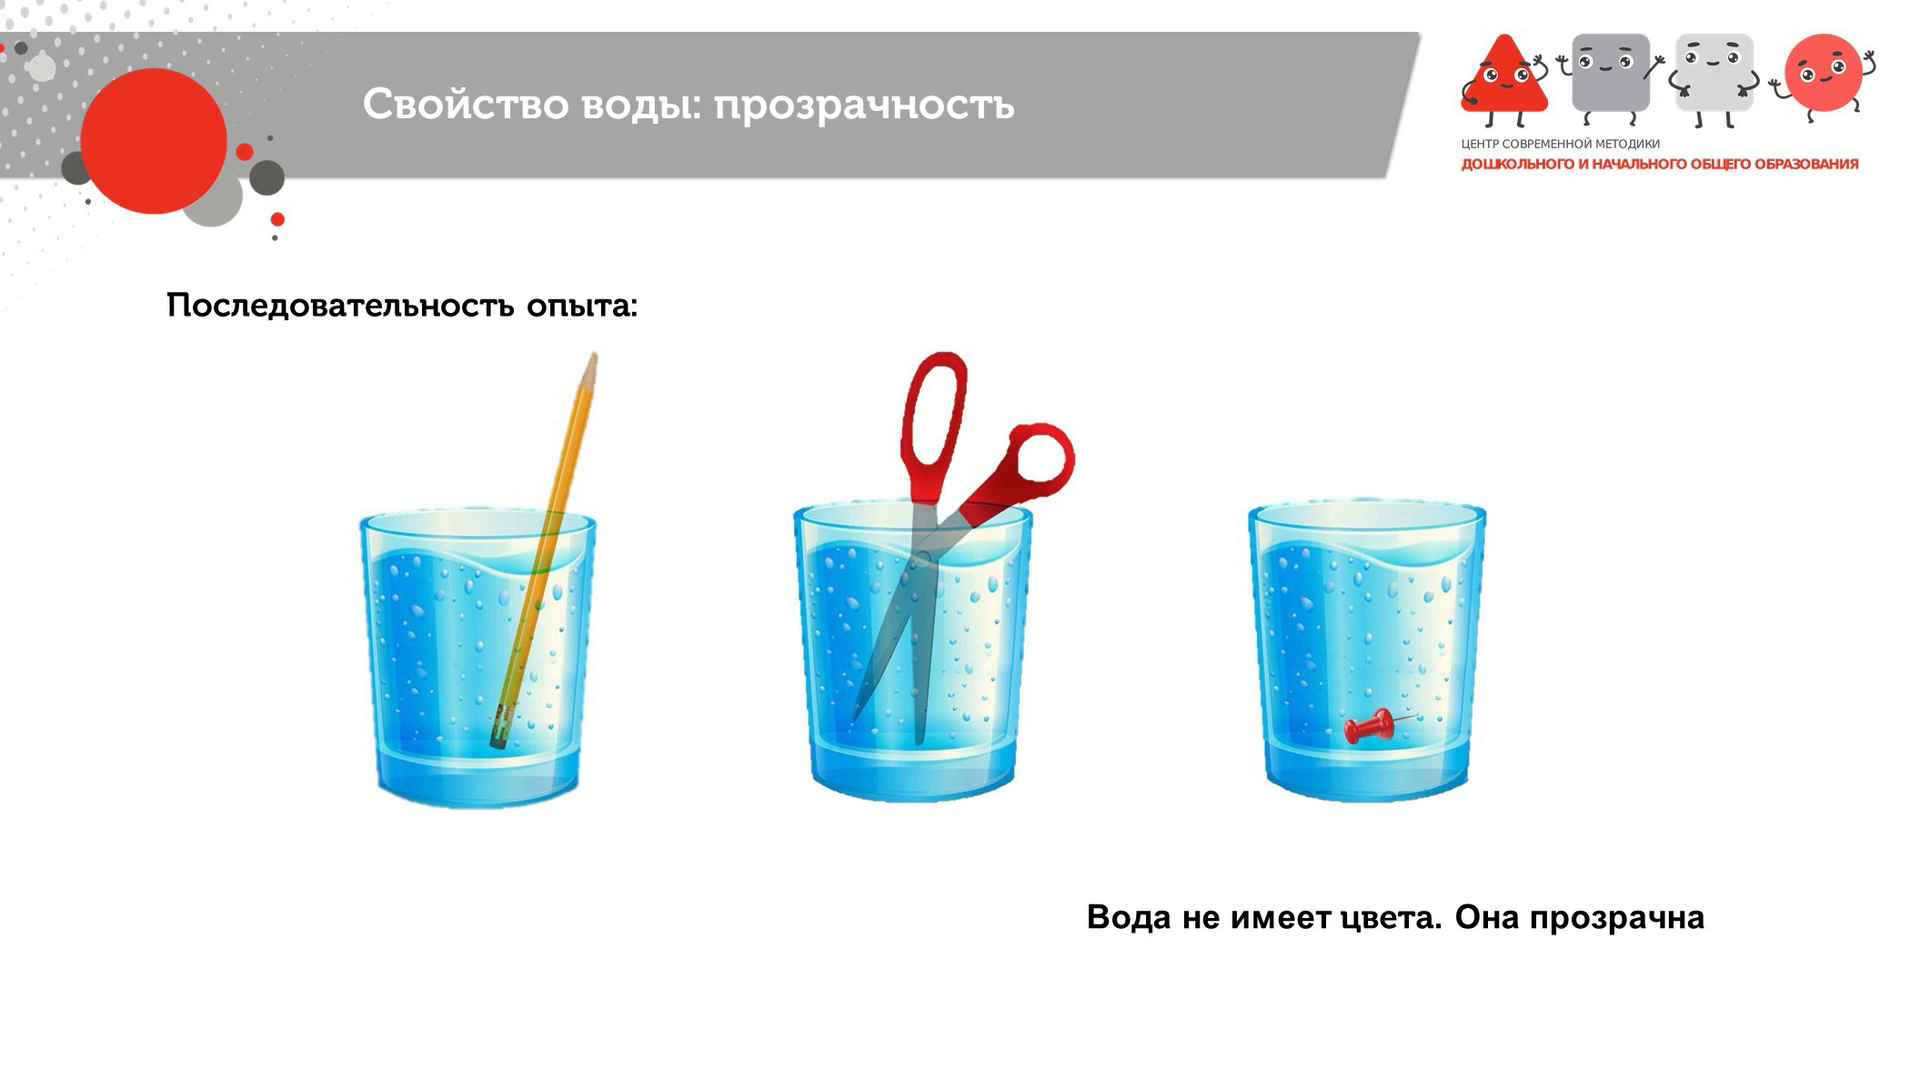 Свойство воды: прозрачность
ЦЕНТР СОВРЕМЕННОЙ МЕТОДИКИ
ДОШКОЛЬНОГО И НАЧАЛЬНОГО ОБЩЕГО ОБРАЗОВАНИЯ
Последовательность опыта:
Вода не имеет цвета. Она прозрачна